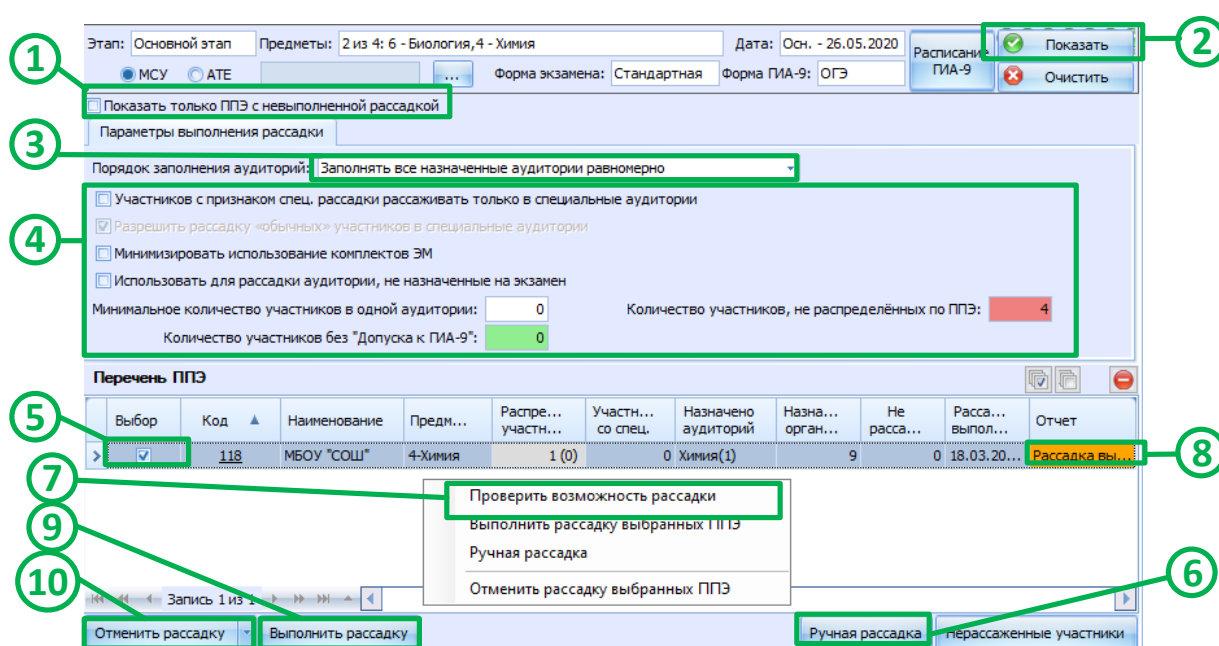 Этап: Основной этап Предметы: 2 из 4: 6 - Биология,4 - Химия Дата: Осн. - 26.05.2020 Расписание ГИА-9 Показать 2
1 МСУ АТЕ ... Форма экзамена: Стандартная Форма ГИА-9: ОГЭ Очистить
Показать только ППЭ с невыполненной рассадкой
Параметры выполнения рассадки
3
Порядок заполнения аудиторий: Заполнять все назначенные аудитории равномерно
Участников с признаком спец. рассадки рассаживать только в специальные аудитории
4 Разрешить рассадку «обычных» участников в специальные аудитории
Минимизировать использование комплектов ЭМ
Использовать для рассадки аудитории, не назначенные на экзамен
Минимальное количество участников в одной аудитории: 0 Количество участников, не распределённых по ППЭ: 4
Количество участников без "Допуска к ГИА-9": 0
Перечень ППЭ
5 Выбор Код Наименование Предм... Распре... участн... Участн... со спец. Назначено аудиторий Назна... орган... Не расса... Расса... выпол... Отчет
118 МБОУ "СОШ" 4-Химия 1 (0) 0 Химия(1) 9 0 18.03.20... Рассадка вы... 8
7 Проверить возможность рассадки
9 Выполнить рассадку выбранных ППЭ
Ручная рассадка
10 Отменить рассадку выбранных ППЭ 6
Запись 1 из 1
Отменить рассадку Выполнить рассадку Ручная рассадка Нерассаженные участники